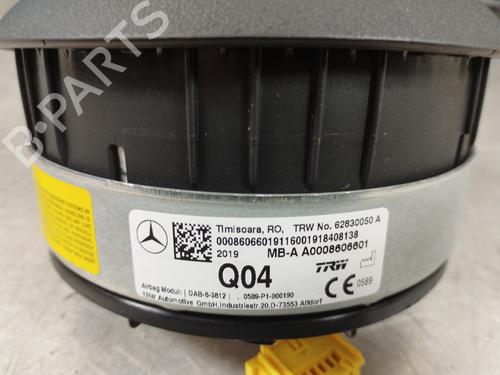 B-PARTS
Timisoara, RO, TRW No. 62830050 A
00086066019116001918408138
2019 MB-A A0008606601
Q04
TRW
CE 0589
Airbag Modul: DAB-6-3812 , 0589-P1-000190
TRW Automotive GmbH, Industriestr.20, D-73553 Alfdorf